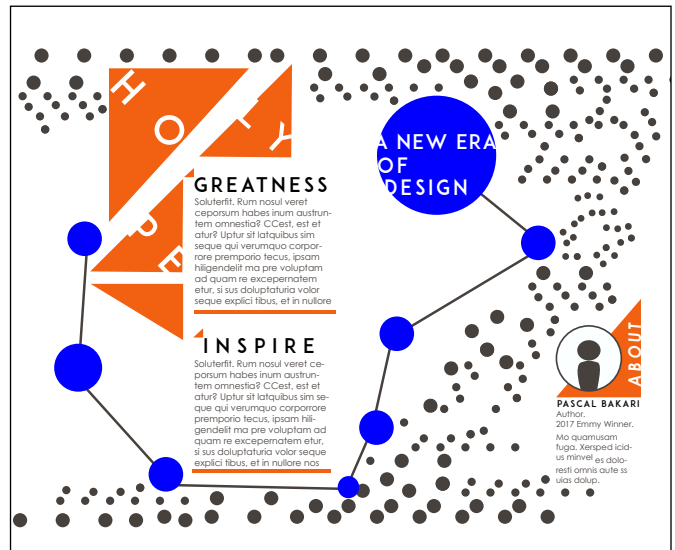 HOLY
PE
A NEW ERA
OF
DESIGN
GREATNESS
Soluterfit. Rum nosul veret
ceporsum habes inum austrun-
tem omnestia? CCest, est et
atur? Uptur sit latquibus sim
seque qui verumquo corpor-
rore premporio tecus, ipsam
hiligendelit ma pre voluptam
ad quam re excepernatem
etur, si sus doluptaturia volor
seque explici tibus, et in nullore
INSPIRE
Soluterfit. Rum nosul veret ce-
porsum habes inum austrun-
tem omnestia? CCest, est et
atur? Uptur sit latquibus sim se-
que qui verumquo corporrore
premporio tecus, ipsam hili-
gendelit ma pre voluptam ad
quam re excepernatem etur,
si sus doluptaturia volor seque
explici tibus, et in nullore nos
ABOUT
PASCAL BAKARI
Author.
2017 Emmy Winner.
Mo quamusam
fuga. Xersped icid-
us minvel es dolo-
resti omnis aute ss
uias dolup.